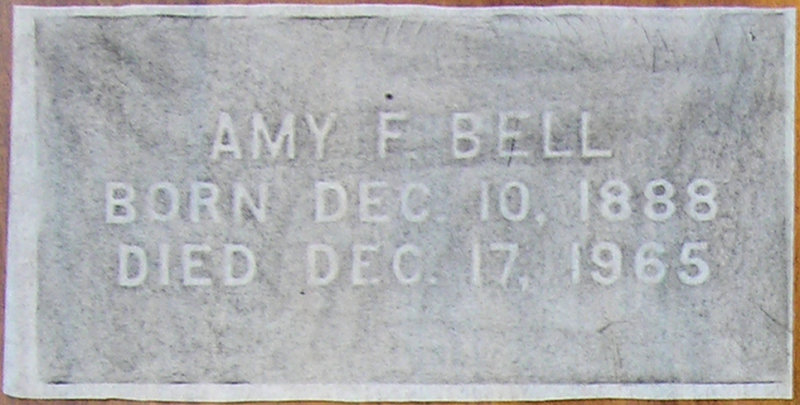 AMY F. BELL
BORN DEC. 10, 1888
DIED DEC. 17, 1965